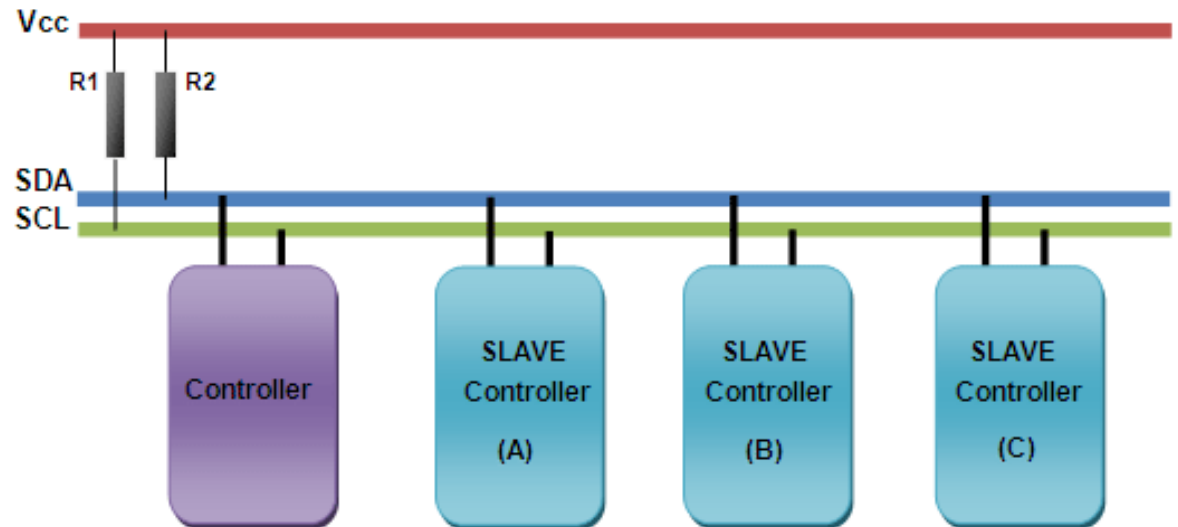 Vcc
R1
R2
SDA
SCL
Controller
SLAVE
Controller
(A)
SLAVE
Controller
(B)
SLAVE
Controller
(C)